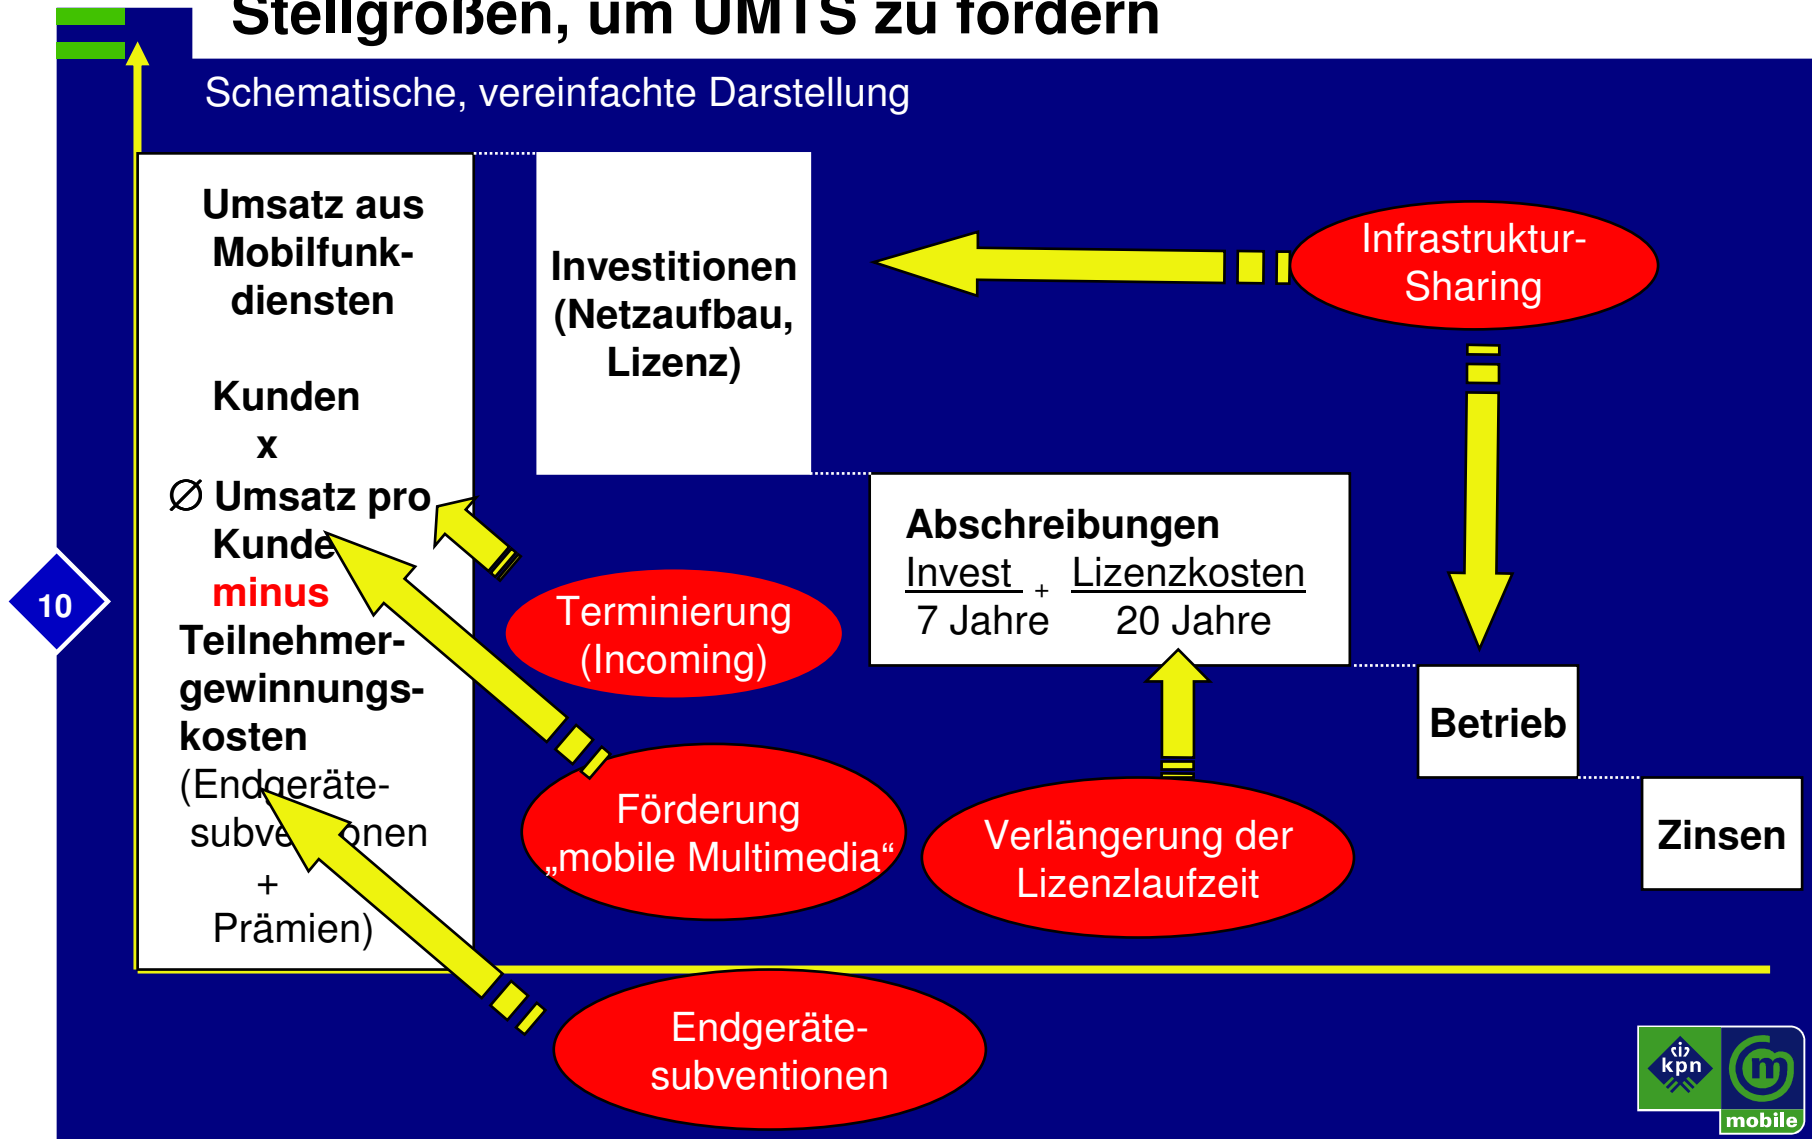 Stellgrößen, um UMTS zu fördern
Schematische, vereinfachte Darstellung
Umsatz aus
Mobilfunk-
diensten
Kunden
x
∅ Umsatz pro
Kunde
minus
Teilnehmer-
gewinnungs-
kosten
(Endgeräte-
subventionen
+
Prämien)
Investitionen
(Netzaufbau,
Lizenz)
Infrastruktur-
Sharing
Abschreibungen
Invest + Lizenzkosten
7 Jahre 20 Jahre
Terminierung
(Incoming)
Förderung
„mobile Multimedia“
Verlängerung der
Lizenzlaufzeit
Betrieb
Zinsen
Endgeräte-
subventionen
10
kpn
m
mobile